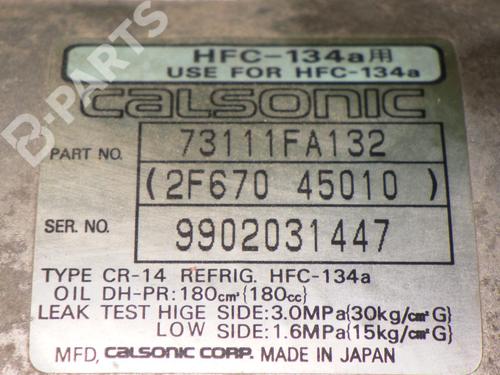 B-PARTS
HFC-134a用
USE FOR HFC-134a
CALSONIC
PART NO. 73111FA132
(2F670 45010)
SER. NO. 9902031447
TYPE CR-14 REFRIG. HFC-134a
OIL DH-PR:180cm³{180cc}
LEAK TEST HIGE SIDE:3.0MPa{30kg/cm²G}
LOW SIDE:1.6MPa{15kg/cm²G}
MFD. CALSONIC CORP. MADE IN JAPAN